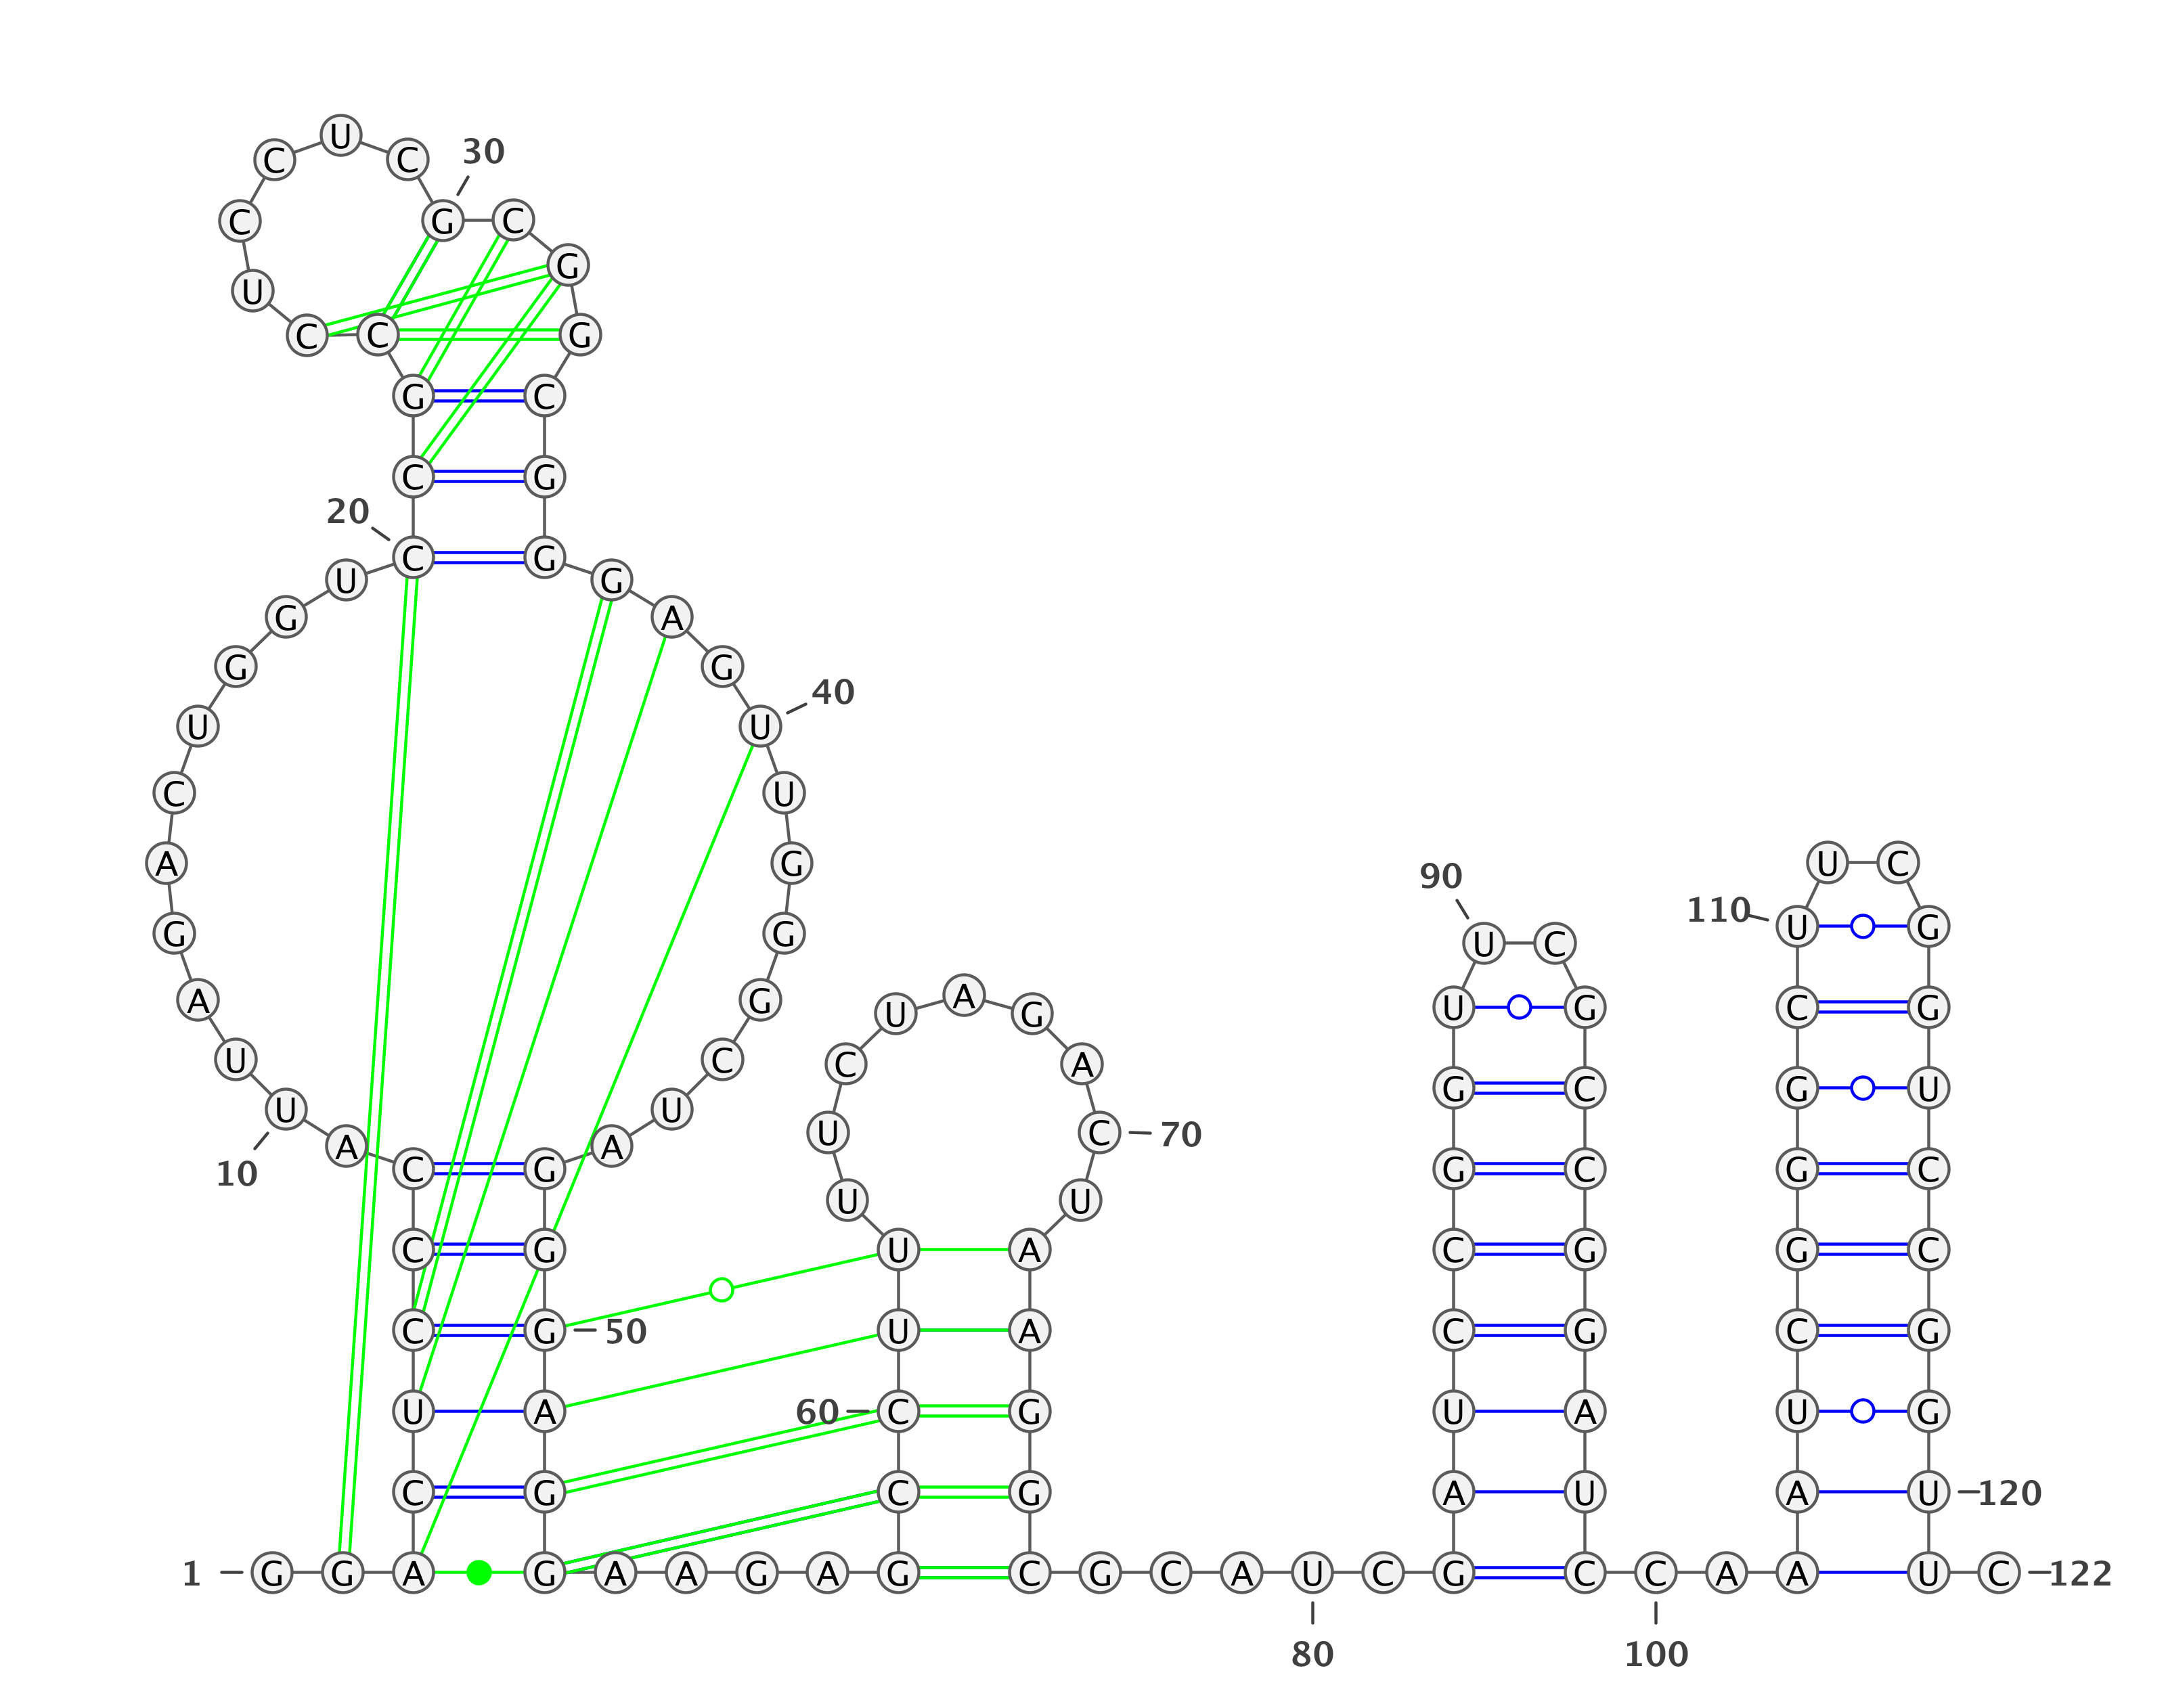 U
C C 30
C G C
G
U
C C G
G C
C G
20
C G
U G
G A
G G
40
U U
C U
A G U C
90
110 U G
G G U C
A U A G U G C G
U C C A G C G U
U U
U C 70
A A
C G G C G C
10
U U
C G U A C G G C
C G 50 U A C G C G
U A 60 C G U A U G
C G C G A U A U 120
1 G G A G A A G A G C G C A U C G C C A A U C 122
80 100